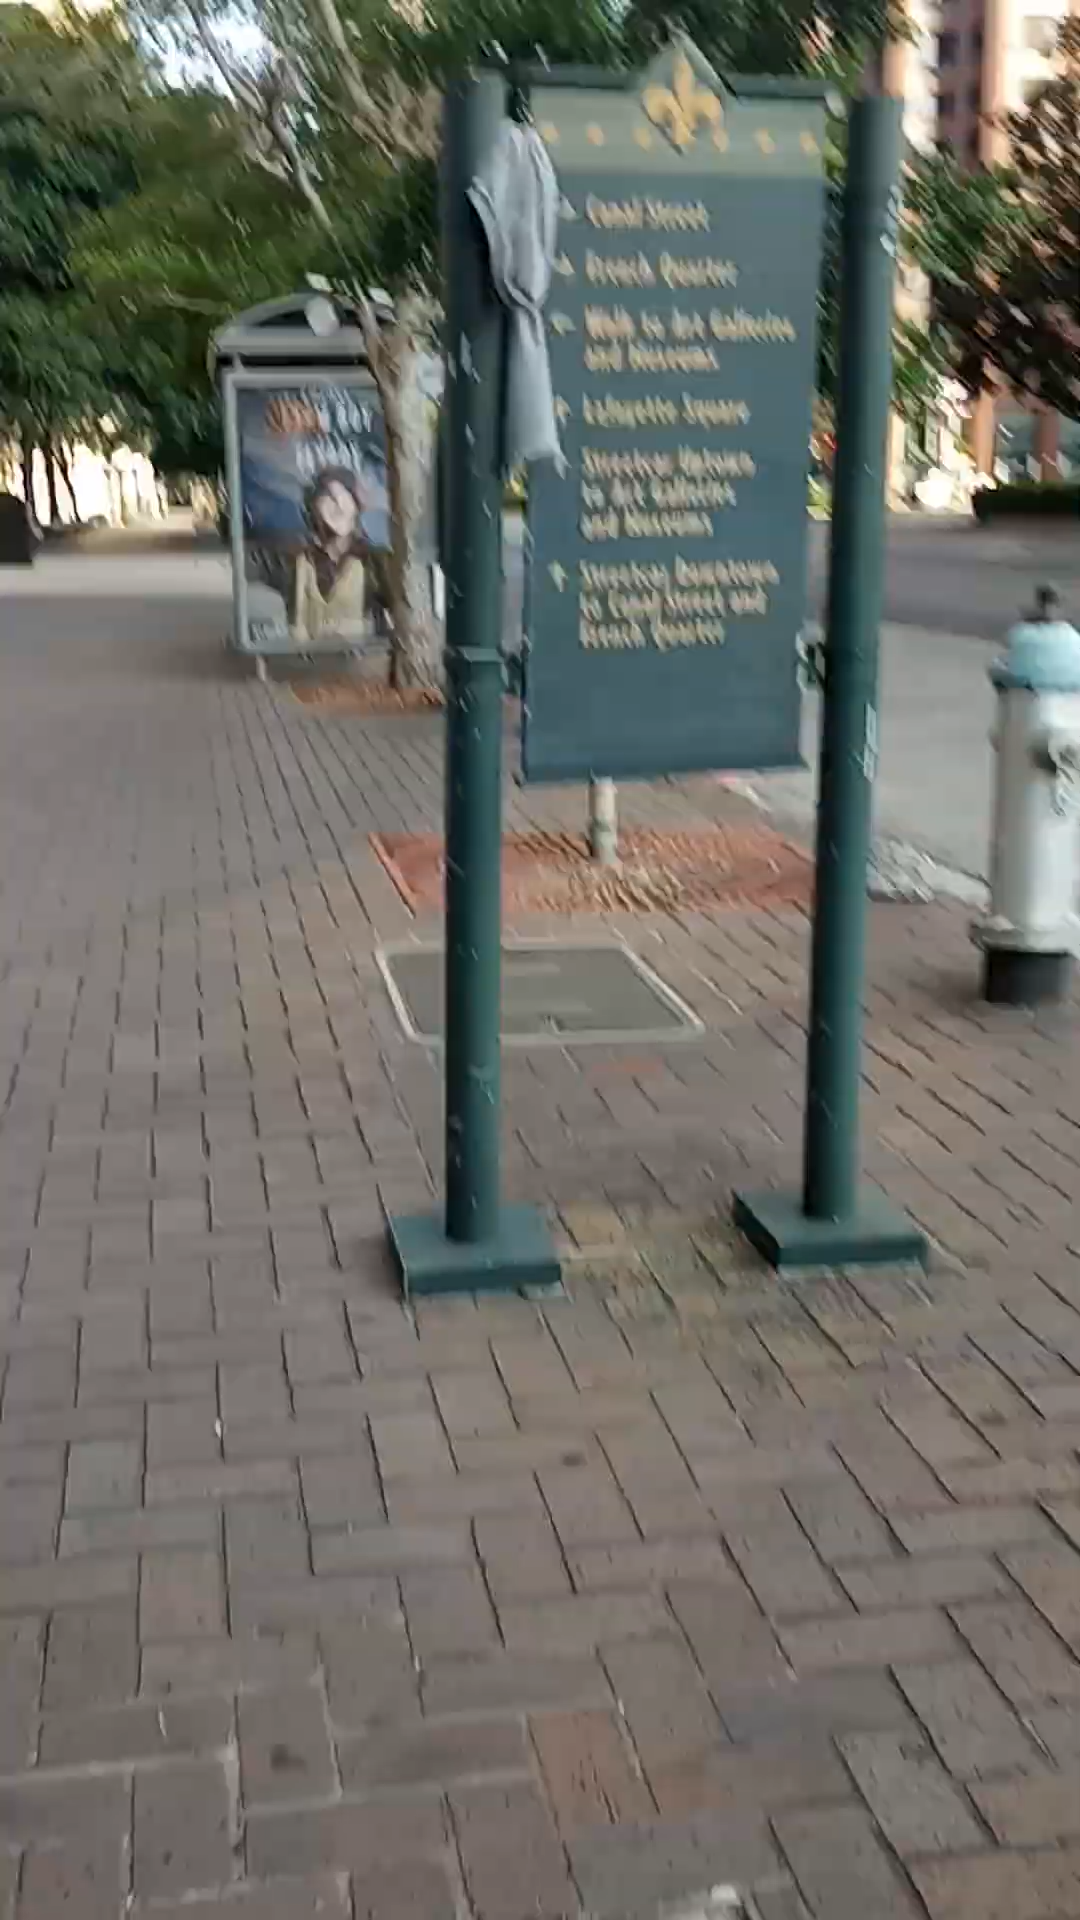 Canal Street
French Quarter
Walk to Art Galleries
and Museums
Lafayette Square
Streetcar Uptown
to Art Galleries
and Museums
Streetcar Downtown
to Canal Street and
French Quarter